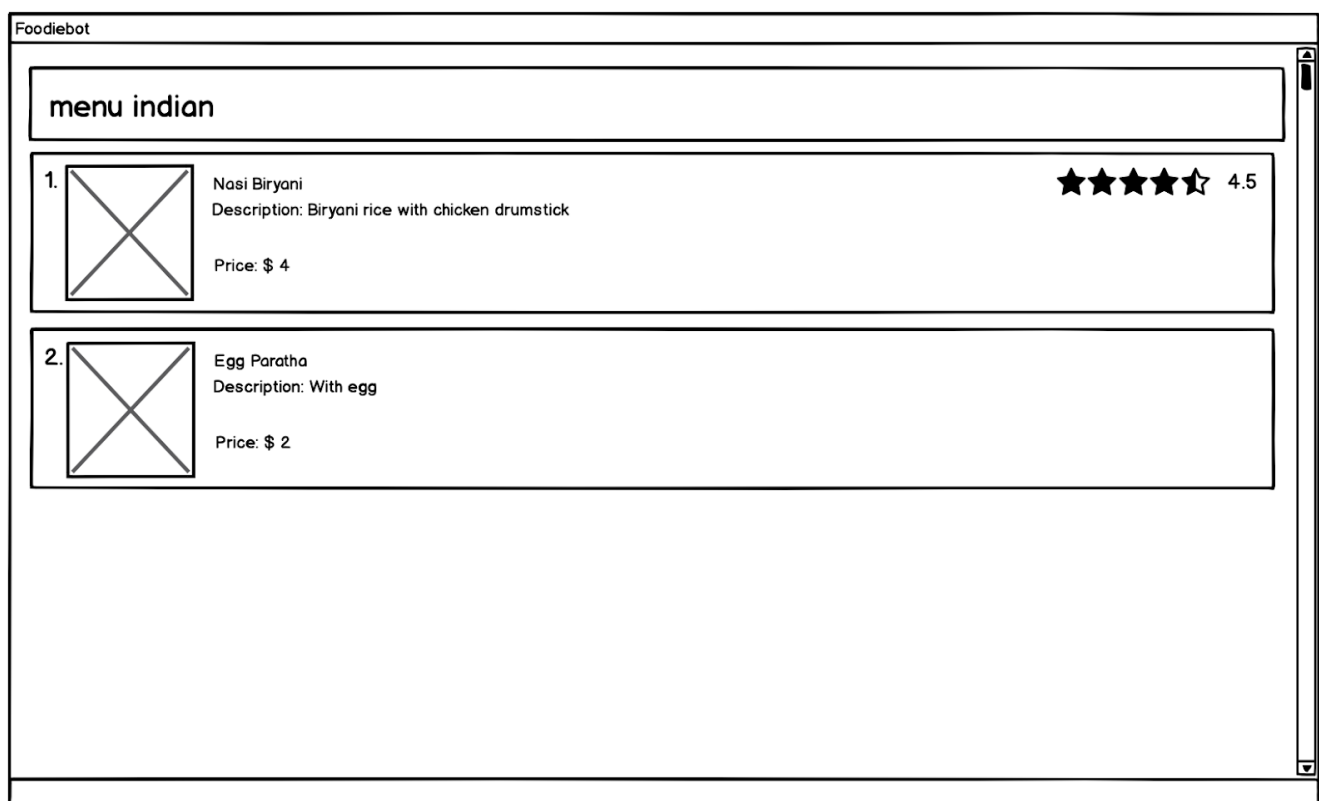 Foodiebot
menu indian
1.
Nasi Biryani
4.5
Description: Biryani rice with chicken drumstick
Price: $ 4
2.
Egg Paratha
Description: With egg
Price: $ 2